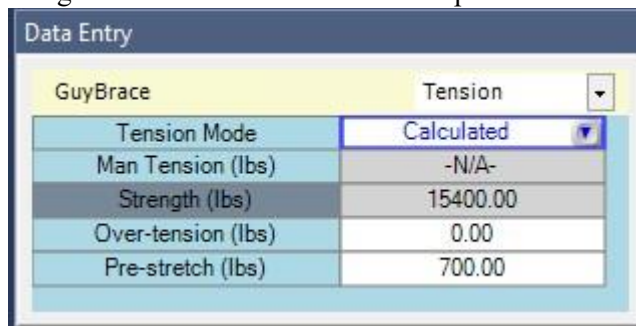 Data Entry
GuyBrace Tension
Tension Mode Calculated
Man Tension (lbs) -N/A-
Strength (lbs) 15400.00
Over-tension (lbs) 0.00
Pre-stretch (lbs) 700.00